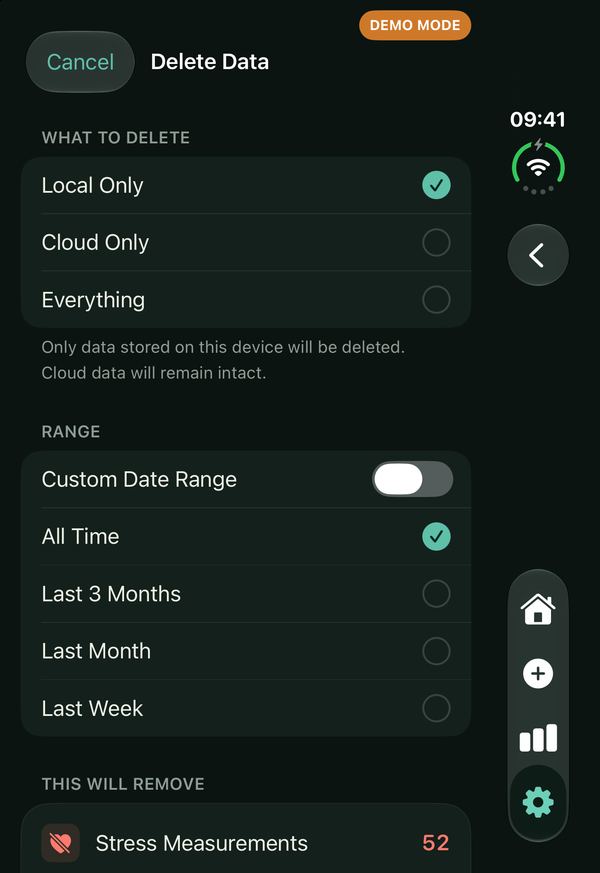 DEMO MODE
Cancel
Delete Data
09:41
WHAT TO DELETE
Local Only
Cloud Only
Everything
Only data stored on this device will be deleted.
Cloud data will remain intact.
RANGE
Custom Date Range
All Time
Last 3 Months
Last Month
Last Week
THIS WILL REMOVE
Stress Measurements 52